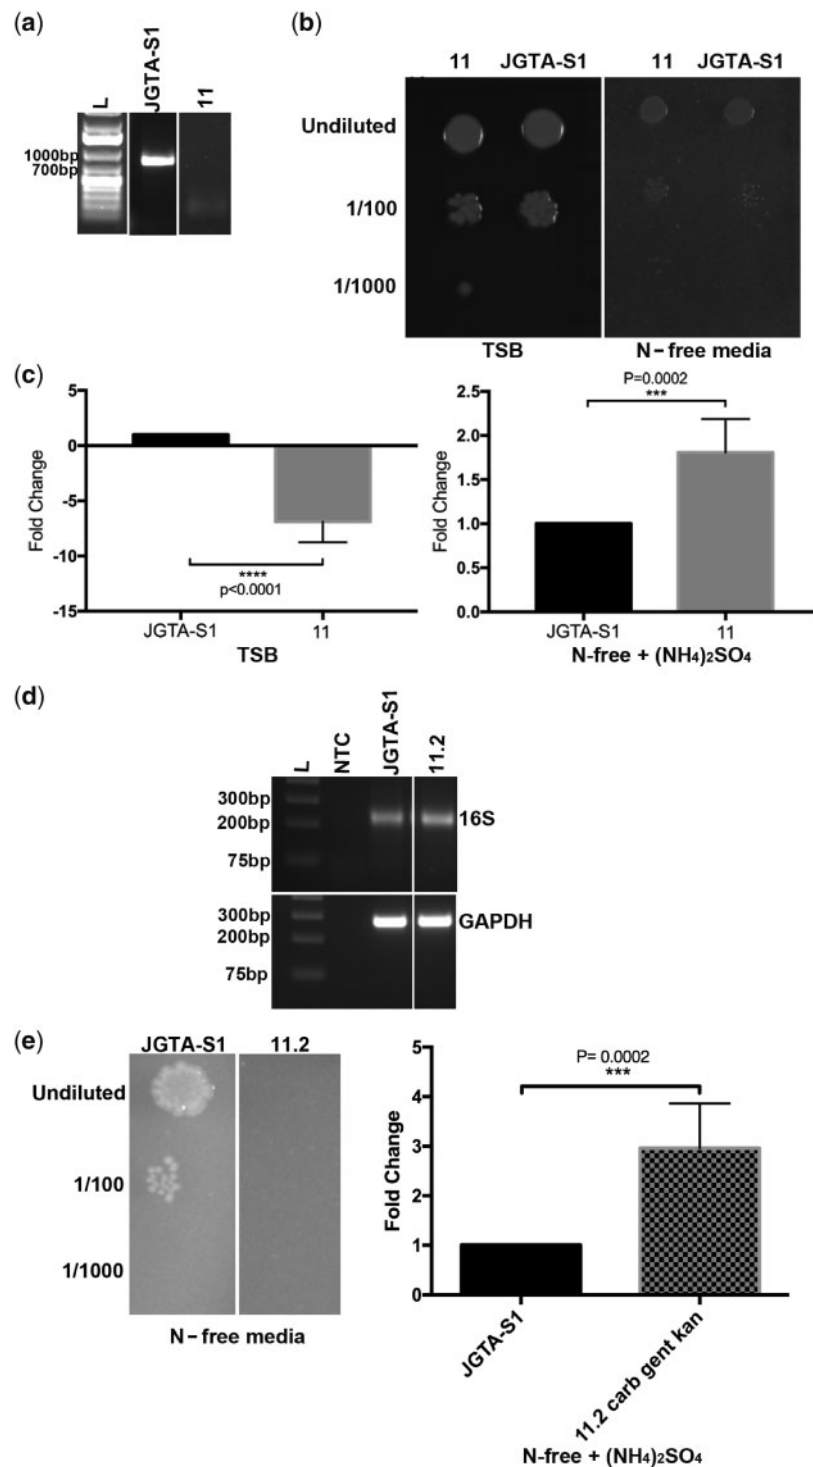 (a)
L
JGTA-S1
11
1000bp
700bp
(b)
11 JGTA-S1 11 JGTA-S1
Undiluted
1/100
1/1000
TSB N-free media
(c)
Fold Change
5
0
-5
-10
-15
****
p<0.0001
JGTA-S1 11
TSB
Fold Change
2.5
2.0
1.5
1.0
0.5
0.0
P=0.0002
***
JGTA-S1 11
N-free + (NH4)2SO4
(d)
L
NTC
JGTA-S1
11.2
300bp
200bp
75bp
16S
300bp
200bp
75bp
GAPDH
(e)
JGTA-S1 11.2
Undiluted
1/100
1/1000
N-free media
Fold Change
5
4
3
2
1
0
P= 0.0002
***
JGTA-S1
11.2 carb gent kan
N-free + (NH4)2SO4